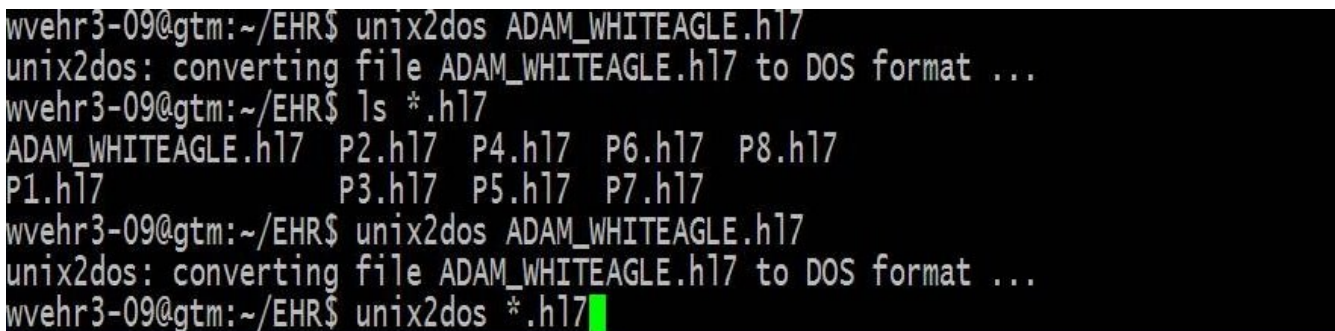 wvehr3-09@gtm:~/EHR$ unix2dos ADAM_WHITEAGLE.hl7
unix2dos: converting file ADAM_WHITEAGLE.hl7 to DOS format ...
wvehr3-09@gtm:~/EHR$ ls *.hl7
ADAM_WHITEAGLE.hl7  P2.hl7  P4.hl7  P6.hl7  P8.hl7
P1.hl7              P3.hl7  P5.hl7  P7.hl7
wvehr3-09@gtm:~/EHR$ unix2dos ADAM_WHITEAGLE.hl7
unix2dos: converting file ADAM_WHITEAGLE.hl7 to DOS format ...
wvehr3-09@gtm:~/EHR$ unix2dos *.hl7